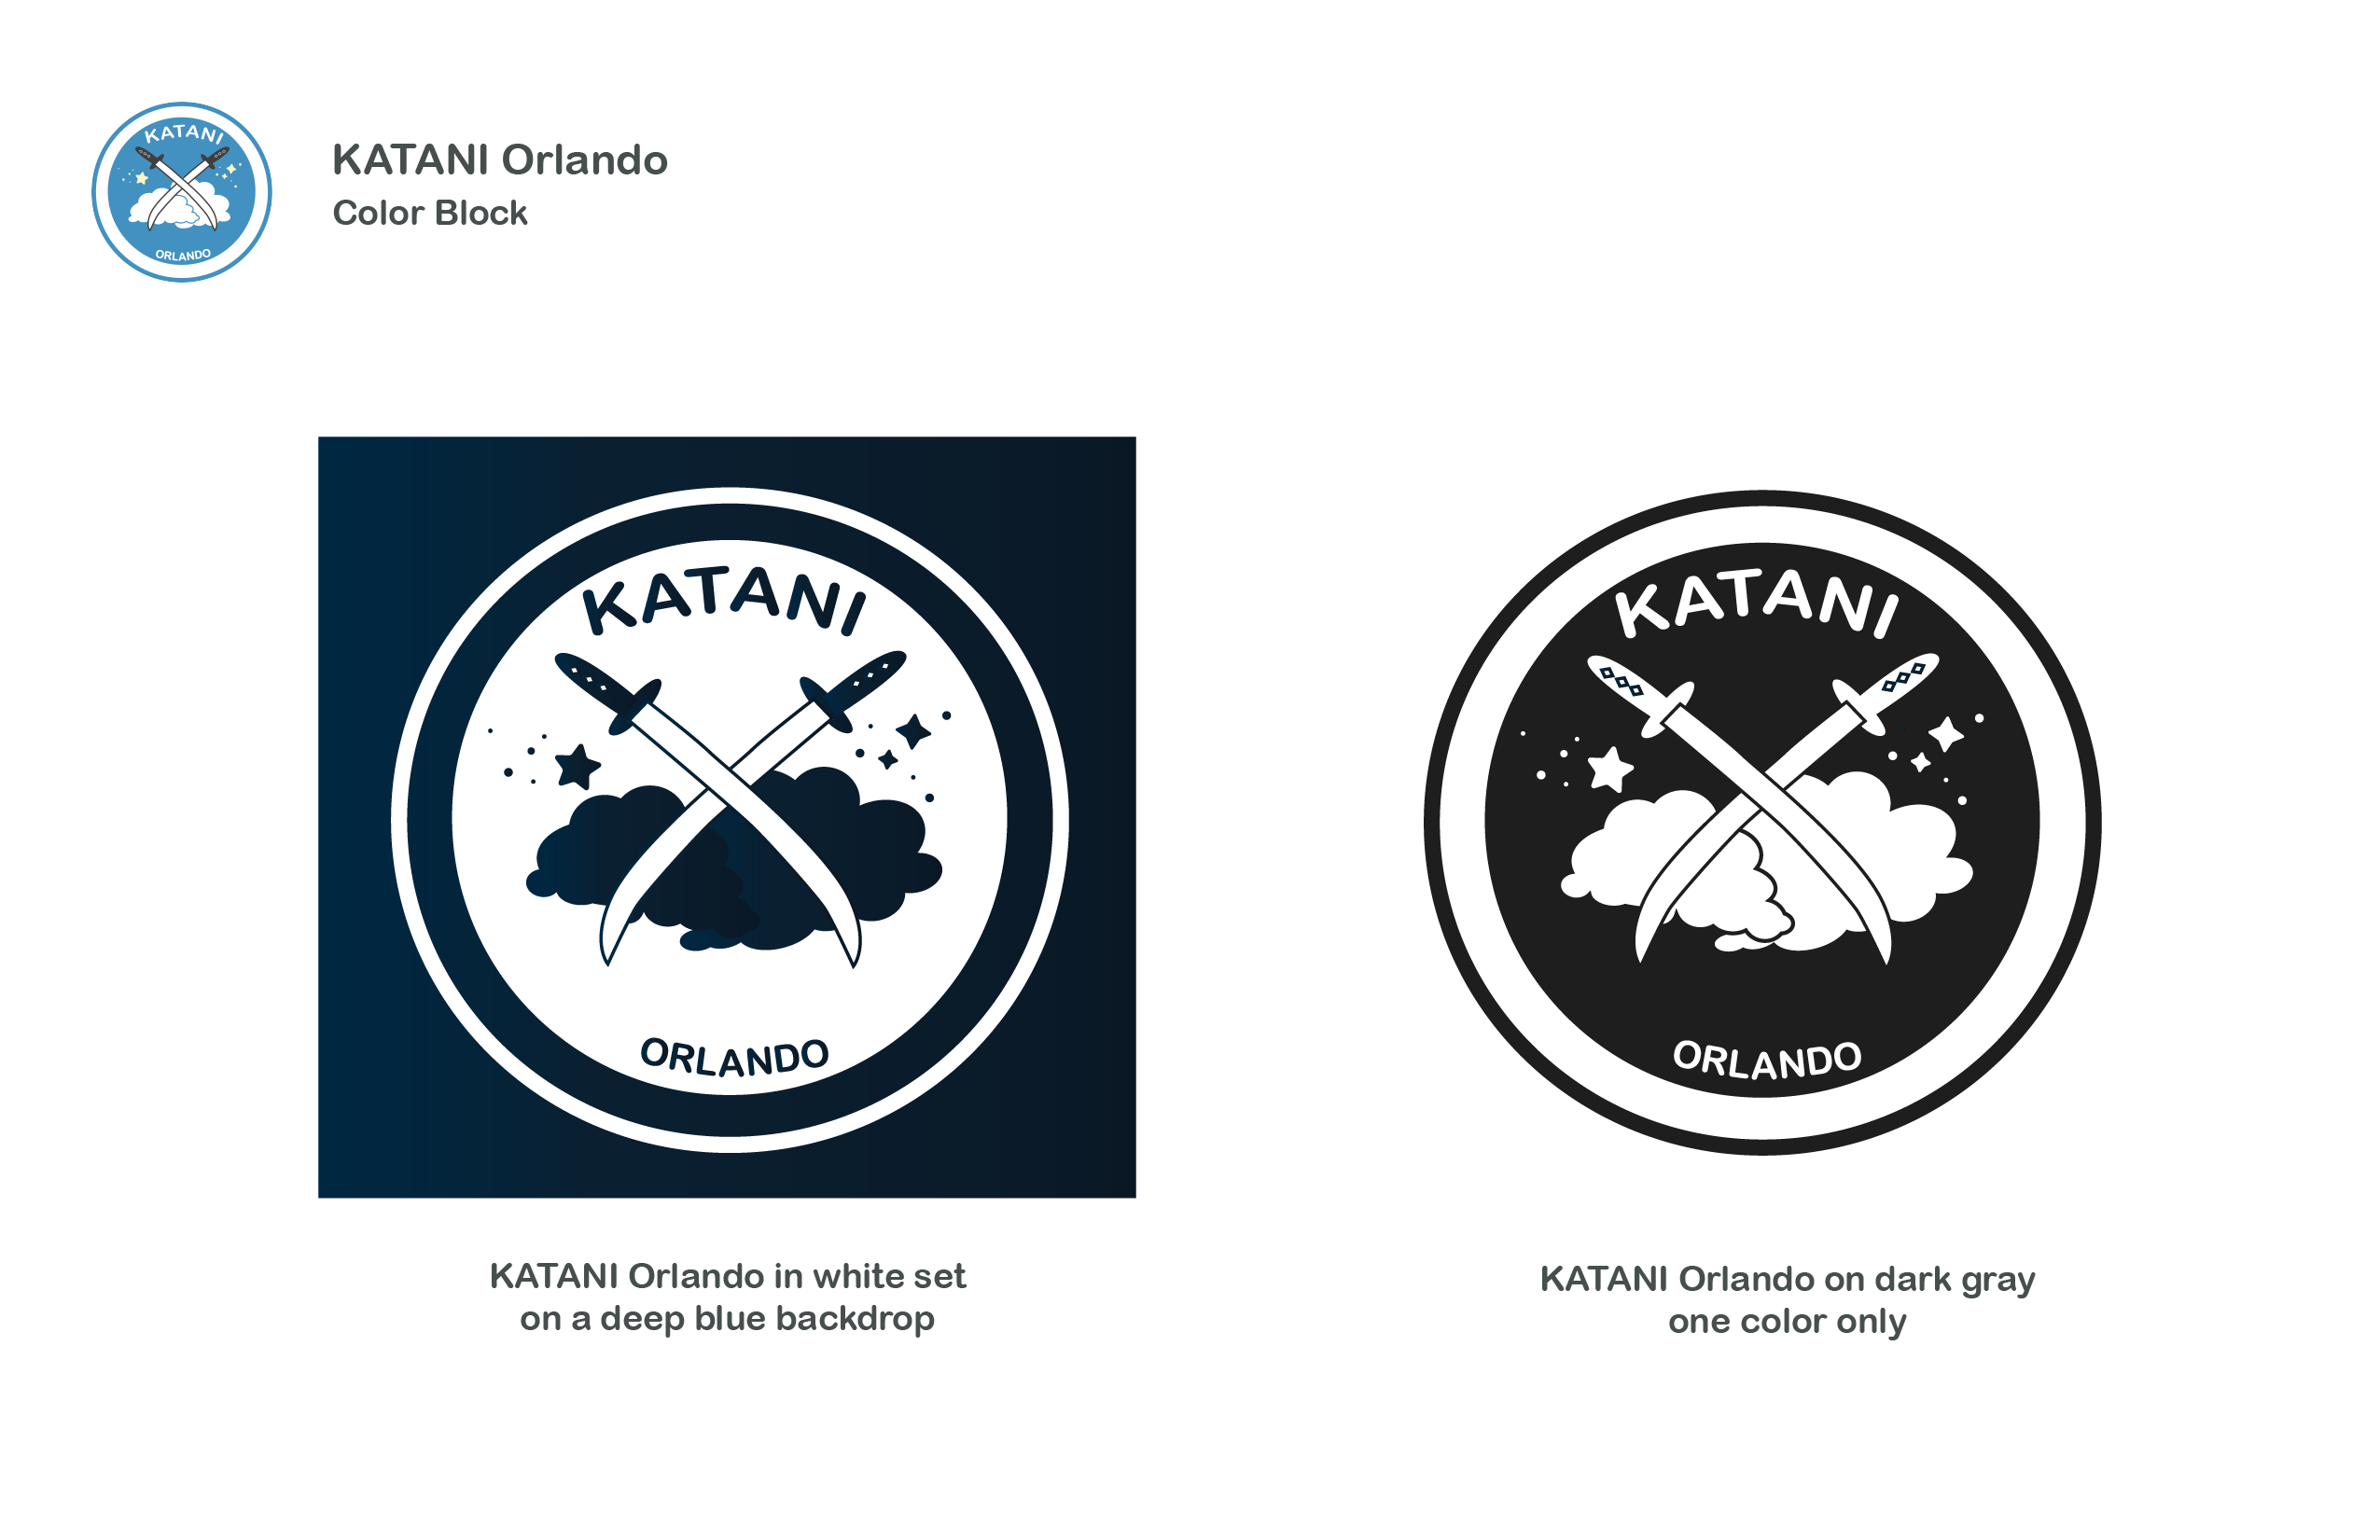 KATANI
ORLANDO
KATANI Orlando
Color Block
KATANI
ORLANDO
KATANI Orlando in white set
on a deep blue backdrop
KATANI
ORLANDO
KATANI Orlando on dark gray
one color only